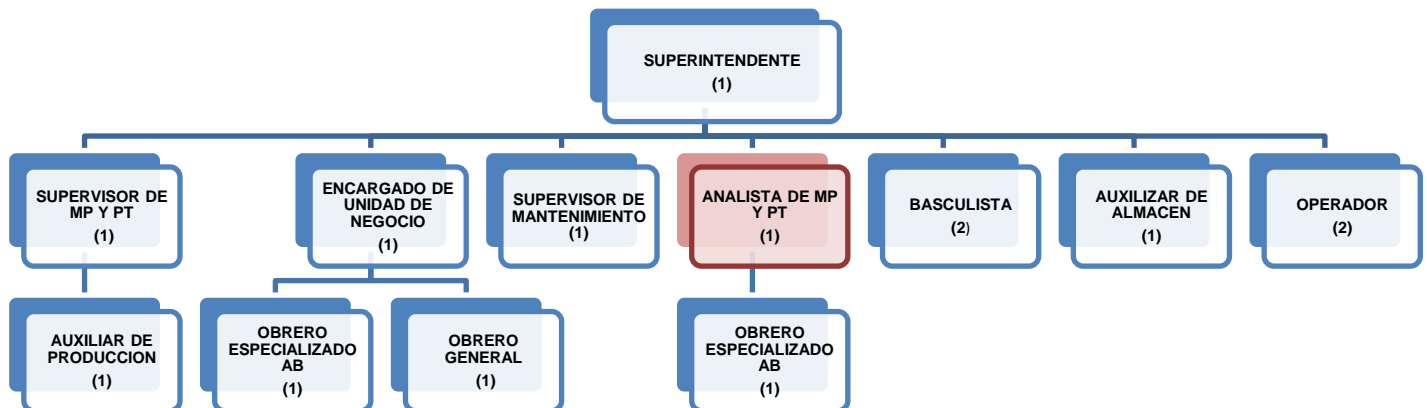 SUPERINTENDENTE
(1)
SUPERVISOR DE
MP Y PT
(1)
ENCARGADO DE
UNIDAD DE
NEGOCIO
(1)
SUPERVISOR DE
MANTENIMIENTO
(1)
ANALISTA DE MP
Y PT
(1)
BASCULISTA
(2)
AUXILIZAR DE
ALMACEN
(1)
OPERADOR
(2)
AUXILIAR DE
PRODUCCION
(1)
OBRERO
ESPECIALIZADO
AB
(1)
OBRERO
GENERAL
(1)
OBRERO
ESPECIALIZADO
AB
(1)